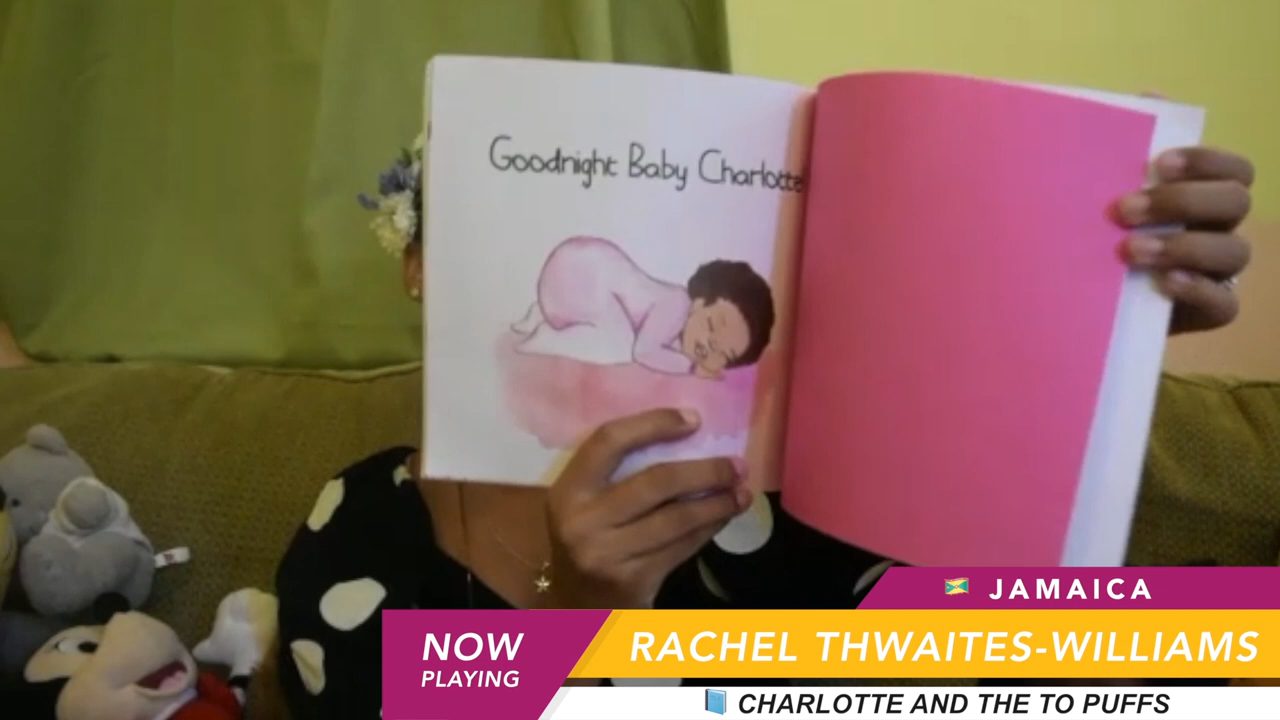 Goodnight Baby Charlotte
JAMAICA
NOW
PLAYING
RACHEL THWAITES-WILLIAMS
CHARLOTTE AND THE TO PUFFS